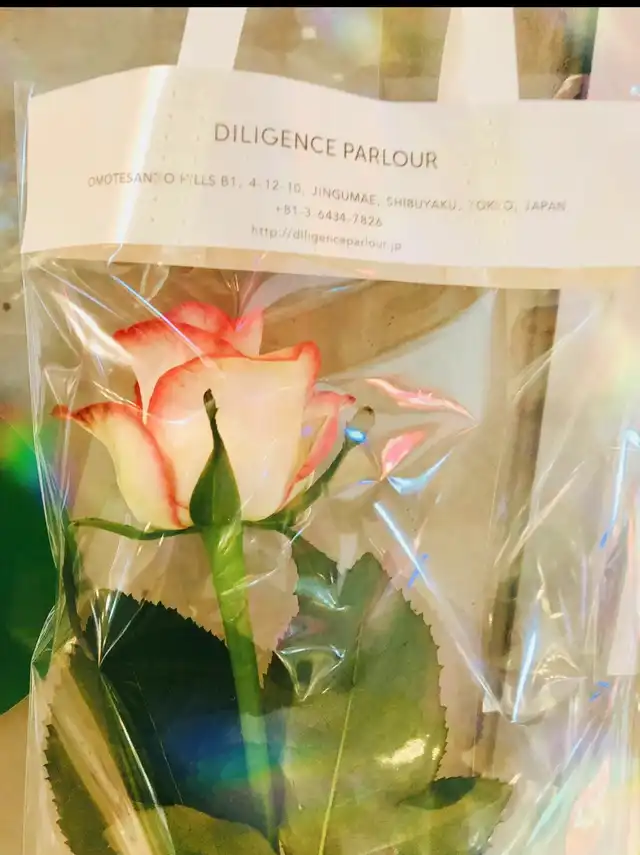 DILIGENCE PARLOUR
OMOTESANDO HILLS B1, 4-12-10, JINGUMAE, SHIBUYAKU, TOKYO, JAPAN
+81-3-6434-7826
http://diligenceparlour.jp